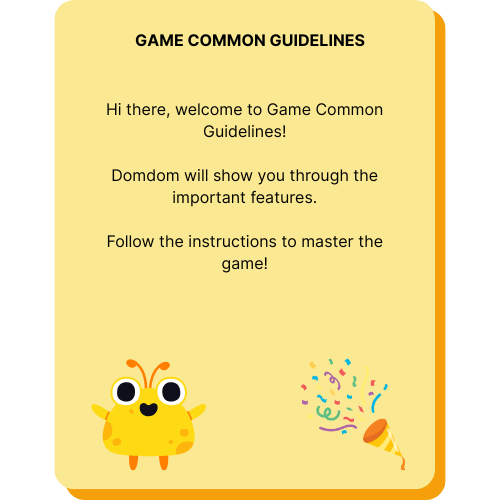 GAME COMMON GUIDELINES
Hi there, welcome to Game Common
Guidelines!
Domdom will show you through the
important features.
Follow the instructions to master the
game!